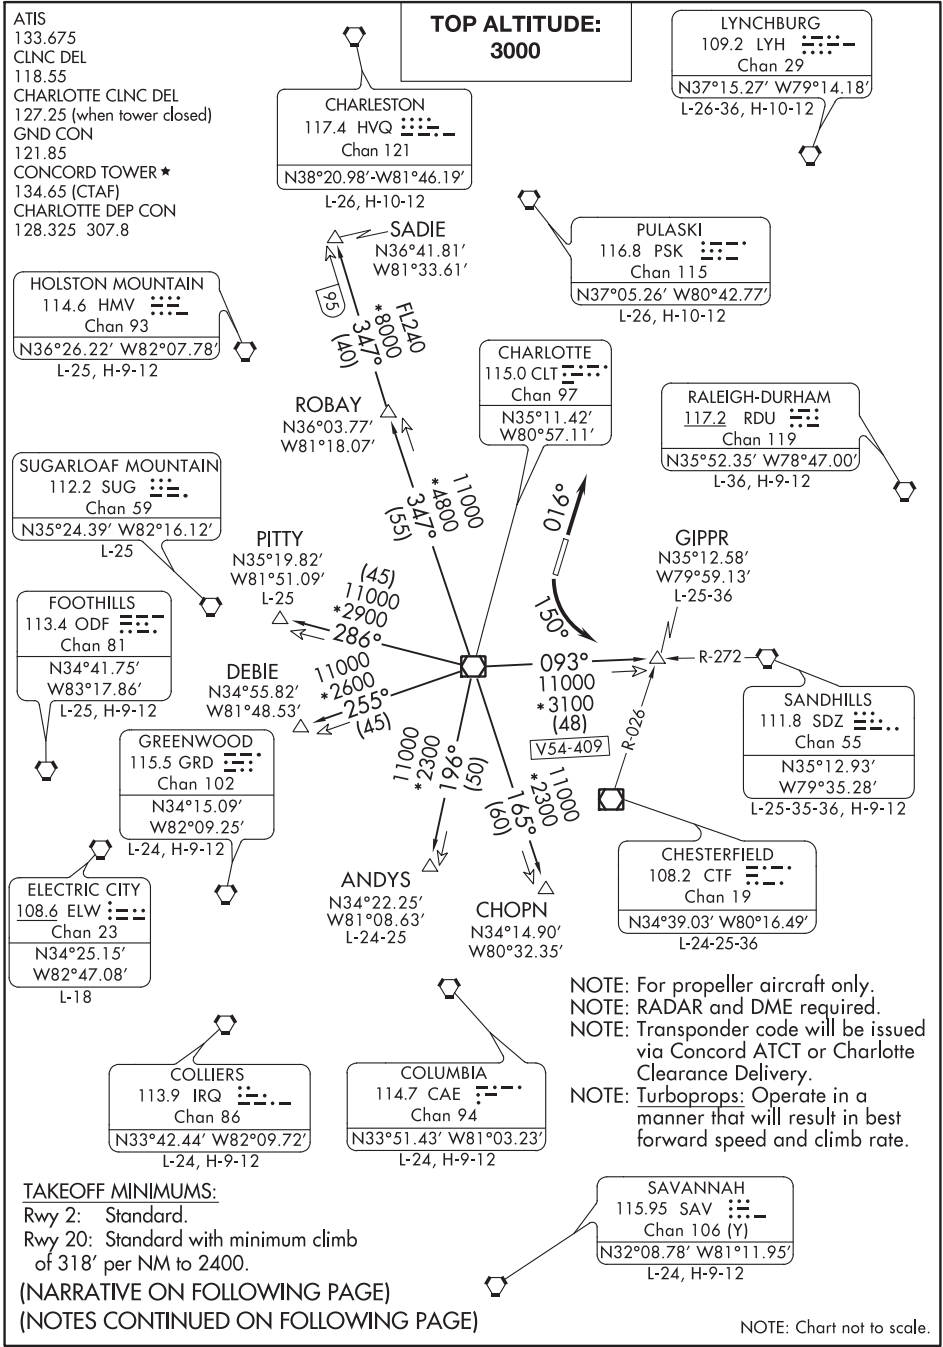 ATIS
133.675
CLNC DEL
118.55
CHARLOTTE CLNC DEL
127.25 (when tower closed)
GND CON
121.85
CONCORD TOWER ★
134.65 (CTAF)
CHARLOTTE DEP CON
128.325 307.8
TOP ALTITUDE:
3000
LYNCHBURG
109.2 LYH
Chan 29
N37°15.27' W79°14.18'
L-26-36, H-10-12
CHARLESTON
117.4 HVQ
Chan 121
N38°20.98'-W81°46.19'
L-26, H-10-12
SADIE
N36°41.81'
W81°33.61'
PULASKI
116.8 PSK
Chan 115
N37°05.26' W80°42.77'
L-26, H-10-12
HOLSTON MOUNTAIN
114.6 HMV
Chan 93
N36°26.22' W82°07.78'
L-25, H-9-12
95
FL240
*8000
347°
(40)
CHARLOTTE
115.0 CLT
Chan 97
N35°11.42'
W80°57.11'
ROBAY
N36°03.77'
W81°18.07'
RALEIGH-DURHAM
117.2 RDU
Chan 119
N35°52.35' W78°47.00'
L-36, H-9-12
SUGARLOAF MOUNTAIN
112.2 SUG
Chan 59
N35°24.39' W82°16.12'
L-25
11000
*4800
347°
(55)
016°
150°
PITTY
N35°19.82'
W81°51.09'
L-25
(45)
11000
*2900
286°
GIPPR
N35°12.58'
W79°59.13'
L-25-36
FOOTHILLS
113.4 ODF
Chan 81
N34°41.75'
W83°17.86'
L-25, H-9-12
DEBIE
N34°55.82'
W81°48.53'
11000
*2600
255°
(45)
093°
11000
*3100
(48)
V54-409
R-272
R-026
SANDHILLS
111.8 SDZ
Chan 55
N35°12.93'
W79°35.28'
L-25-35-36, H-9-12
GREENWOOD
115.5 GRD
Chan 102
N34°15.09'
W82°09.25'
L-24, H-9-12
11000
*2300
196°
(50)
11000
*2300
165°
(60)
CHESTERFIELD
108.2 CTF
Chan 19
N34°39.03' W80°16.49'
L-24-25-36
ELECTRIC CITY
108.6 ELW
Chan 23
N34°25.15'
W82°47.08'
L-18
ANDYS
N34°22.25'
W81°08.63'
L-24-25
CHOPN
N34°14.90'
W80°32.35'
NOTE: For propeller aircraft only.
NOTE: RADAR and DME required.
NOTE: Transponder code will be issued
via Concord ATCT or Charlotte
Clearance Delivery.
NOTE: Turboprops: Operate in a
manner that will result in best
forward speed and climb rate.
COLLIERS
113.9 IRQ
Chan 86
N33°42.44' W82°09.72'
L-24, H-9-12
COLUMBIA
114.7 CAE
Chan 94
N33°51.43' W81°03.23'
L-24, H-9-12
TAKEOFF MINIMUMS:
Rwy 2: Standard.
Rwy 20: Standard with minimum climb
of 318' per NM to 2400.
SAVANNAH
115.95 SAV
Chan 106 (Y)
N32°08.78' W81°11.95'
L-24, H-9-12
(NARRATIVE ON FOLLOWING PAGE)
(NOTES CONTINUED ON FOLLOWING PAGE)
NOTE: Chart not to scale.